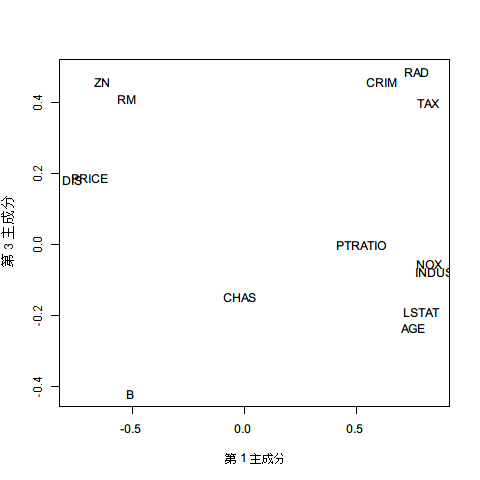 RAD
ZN
CRIM
RM
TAX
0.4
DIS
PRICE
0.2
第 3 主成分
0.0
PTRATIO
NOX
INDUS
CHAS
-0.2
LSTAT
AGE
-0.4
B
-0.5
0.0
0.5
第 1 主成分